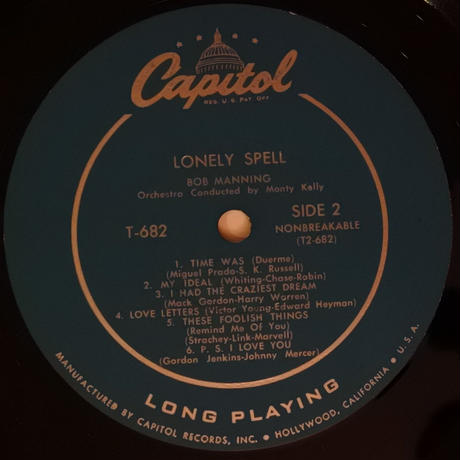 Capitol
REG. U.S. PAT. OFF.
LONELY SPELL
BOB MANNING
Orchestra Conducted by Monty Kelly
T-682
SIDE 2
NONBREAKABLE
(T2-682)
1. TIME WAS (Duerme)
(Miguel Prado-S. K. Russell)
2. MY IDEAL (Whiting-Chase-Robin)
3. I HAD THE CRAZIEST DREAM
(Mack Gordon-Harry Warren)
4. LOVE LETTERS (Victor Young-Edward Heyman)
5. THESE FOOLISH THINGS
(Remind Me Of You)
(Strachey-Link-Marvell)
6. P. S. I LOVE YOU
(Gordon Jenkins-Johnny Mercer)
LONG PLAYING
MANUFACTURED BY CAPITOL RECORDS, INC. • HOLLYWOOD, CALIFORNIA • U.S.A.